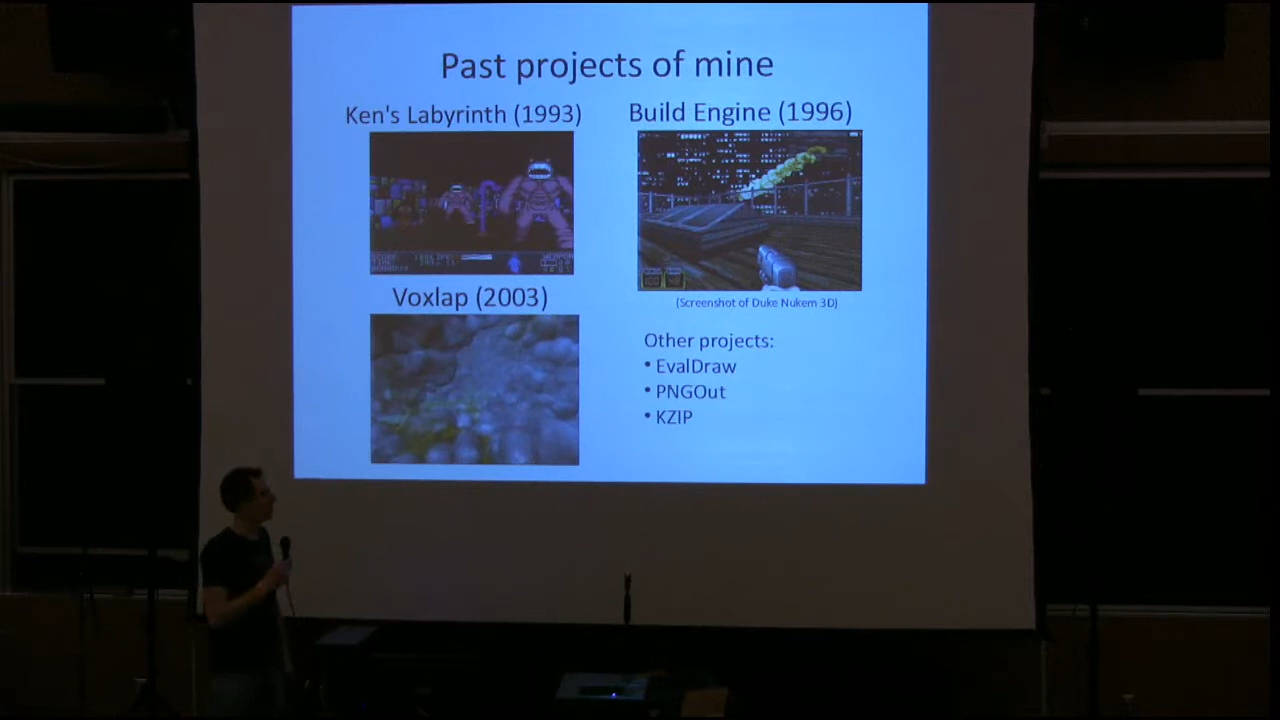 Past projects of mine
Ken's Labyrinth (1993)
Build Engine (1996)
(Screenshot of Duke Nukem 3D)
Voxlap (2003)
Other projects:
• EvalDraw
• PNGOut
• KZIP